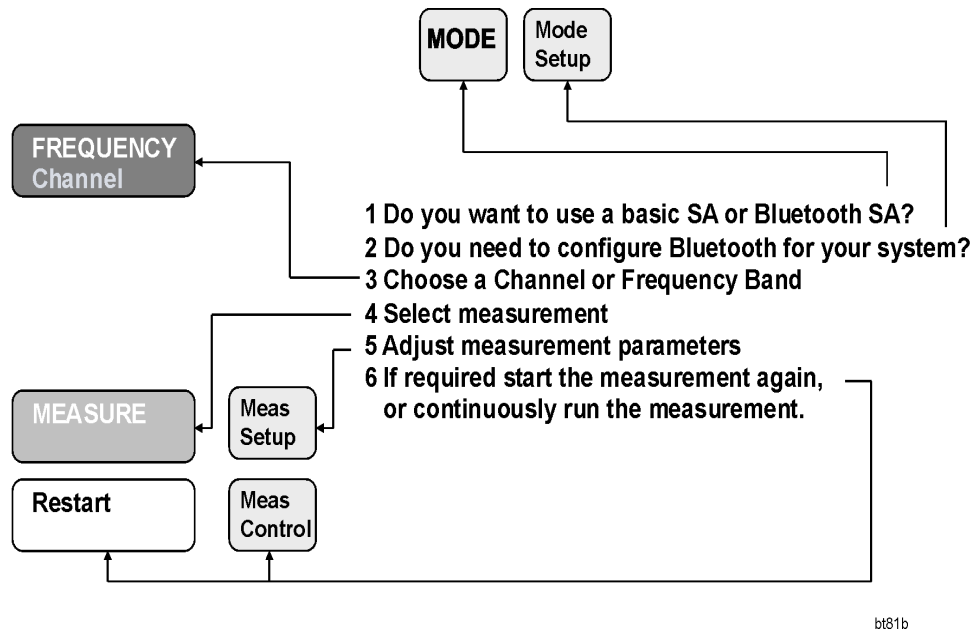 MODE
Mode
Setup
FREQUENCY
Channel
1 Do you want to use a basic SA or Bluetooth SA?
2 Do you need to configure Bluetooth for your system?
3 Choose a Channel or Frequency Band
4 Select measurement
5 Adjust measurement parameters
6 If required start the measurement again,
or continuously run the measurement.
MEASURE
Meas
Setup
Restart
Meas
Control
bt81b